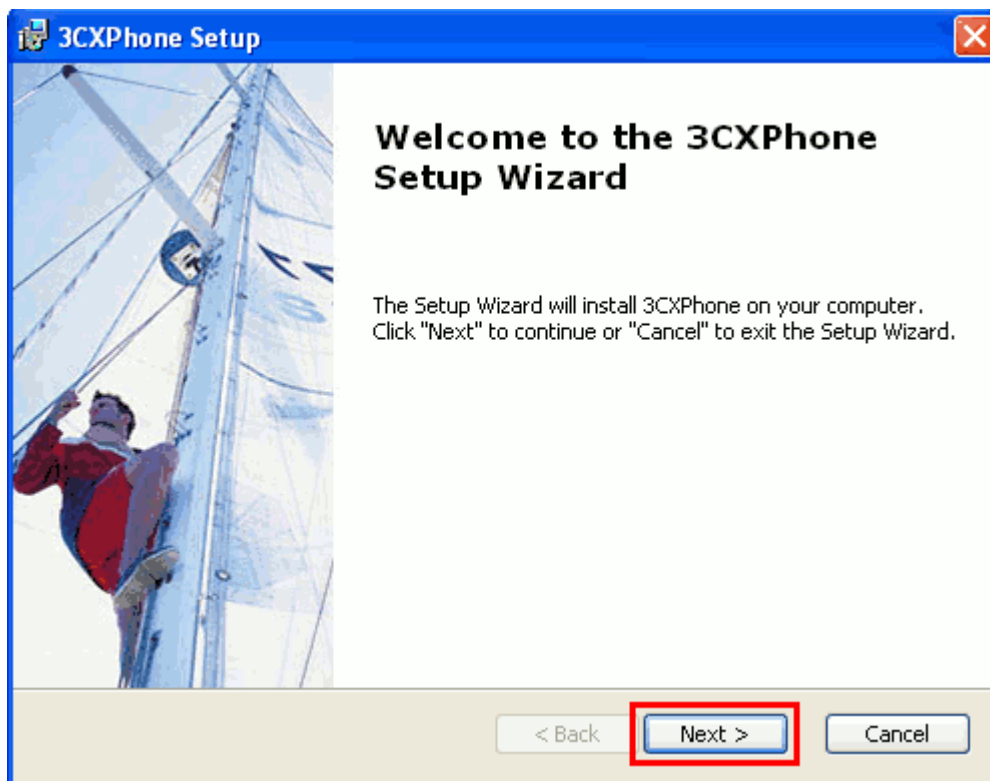 3CXPhone Setup
Welcome to the 3CXPhone
Setup Wizard
The Setup Wizard will install 3CXPhone on your computer.
Click "Next" to continue or "Cancel" to exit the Setup Wizard.
< Back Next > Cancel